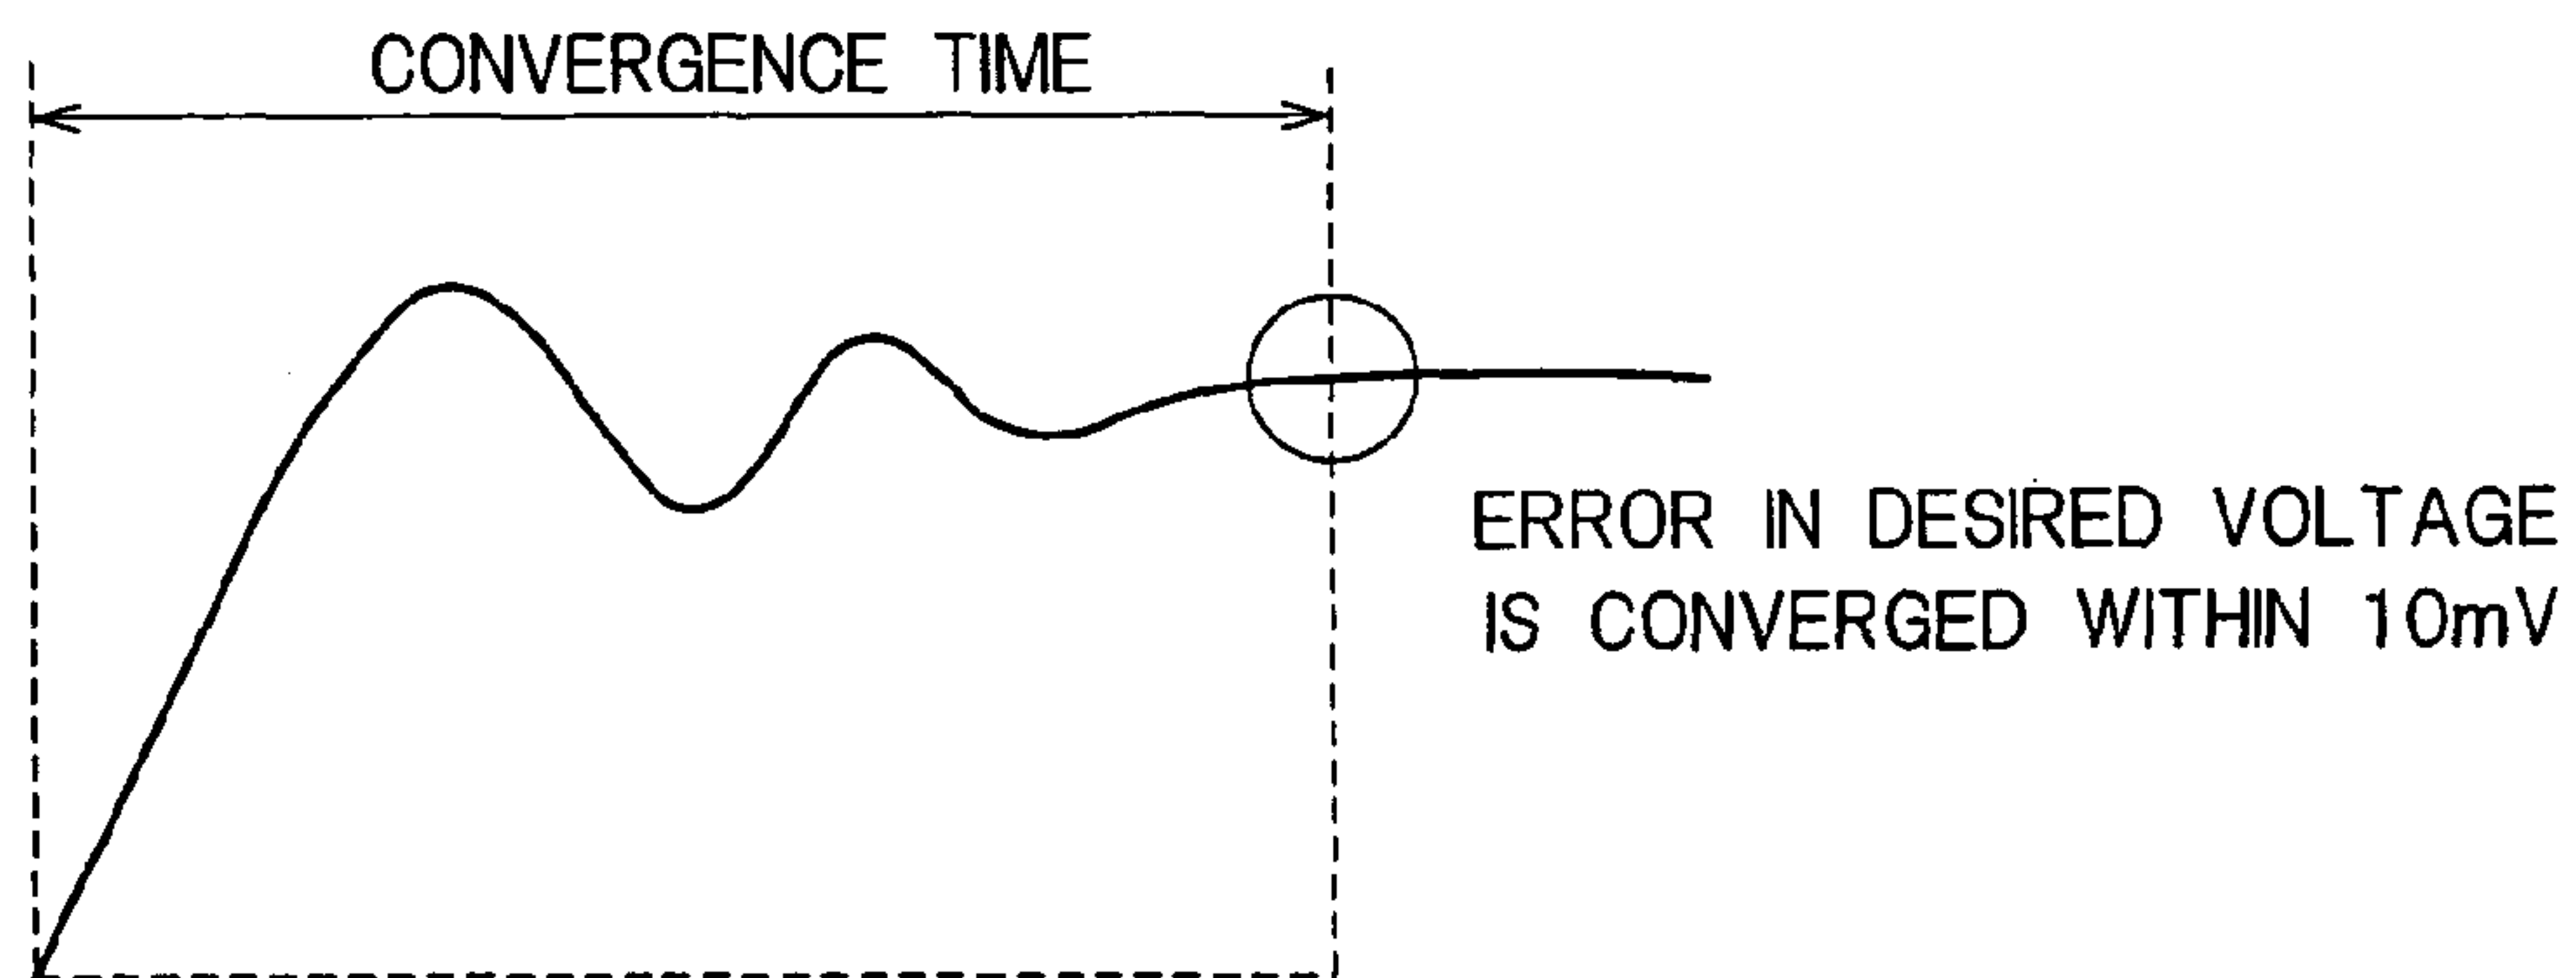 CONVERGENCE TIME
ERROR IN DESIRED VOLTAGE
IS CONVERGED WITHIN 10mV